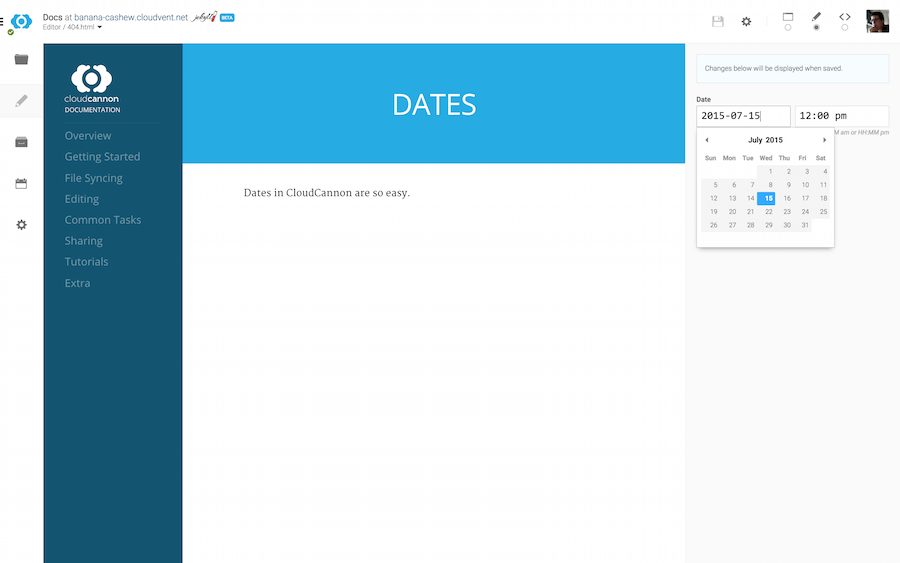 Docs at banana-cashew.cloudvent.net jekyll BETA
Editor / 404.html
cloudcannon
DOCUMENTATION
Overview
Getting Started
File Syncing
Editing
Common Tasks
Sharing
Tutorials
Extra
DATES
Dates in CloudCannon are so easy.
Changes below will be displayed when saved.
Date
2015-07-15 12:00 pm
M am or HH:MM pm
July 2015
Sun Mon Tue Wed Thu Fri Sat
1 2 3 4
5 6 7 8 9 10 11
12 13 14 15 16 17 18
19 20 21 22 23 24 25
26 27 28 29 30 31